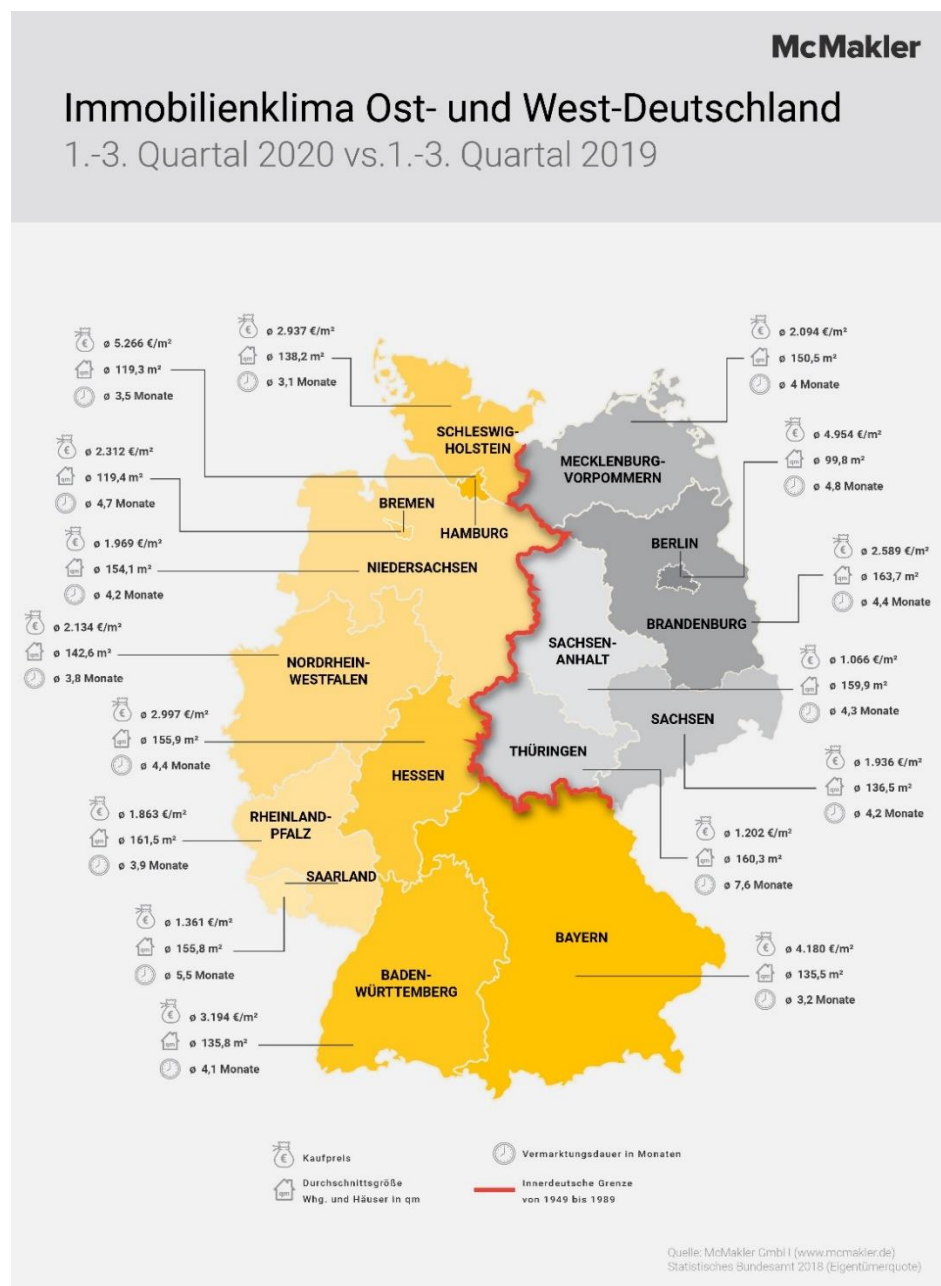 McMakler
Immobilienklima Ost- und West-Deutschland
1.-3. Quartal 2020 vs.1.-3. Quartal 2019
ø 5.266 €/m²
ø 119,3 m²
ø 3,5 Monate
ø 2.937 €/m²
ø 138,2 m²
ø 3,1 Monate
ø 2.094 €/m²
ø 150,5 m²
ø 4 Monate
ø 2.312 €/m²
ø 119,4 m²
ø 4,7 Monate
ø 4.954 €/m²
ø 99,8 m²
ø 4,8 Monate
ø 1.969 €/m²
ø 154,1 m²
ø 4,2 Monate
ø 2.589 €/m²
ø 163,7 m²
ø 4,4 Monate
ø 2.134 €/m²
ø 142,6 m²
ø 3,8 Monate
ø 1.066 €/m²
ø 159,9 m²
ø 4,3 Monate
ø 2.997 €/m²
ø 155,9 m²
ø 4,4 Monate
ø 1.936 €/m²
ø 136,5 m²
ø 4,2 Monate
ø 1.863 €/m²
ø 161,5 m²
ø 3,9 Monate
ø 1.202 €/m²
ø 160,3 m²
ø 7,6 Monate
ø 1.361 €/m²
ø 155,8 m²
ø 5,5 Monate
ø 4.180 €/m²
ø 135,5 m²
ø 3,2 Monate
ø 3.194 €/m²
ø 135,8 m²
ø 4,1 Monate
SCHLESWIG-
HOLSTEIN
MECKLENBURG-
VORPOMMERN
BREMEN
HAMBURG
NIEDERSACHSEN
BERLIN
BRANDENBURG
SACHSEN-
ANHALT
NORDRHEIN-
WESTFALEN
SACHSEN
THÜRINGEN
HESSEN
RHEINLAND-
PFALZ
SAARLAND
BAYERN
BADEN-
WÜRTTEMBERG
€ Kaufpreis
qm Durchschnittsgröße
Whg. und Häuser in qm
Vermarktungsdauer in Monaten
Innerdeutsche Grenze
von 1949 bis 1989
Quelle: McMakler GmbH (www.mcmakler.de)
Statistisches Bundesamt 2018 (Eigentümerquote)